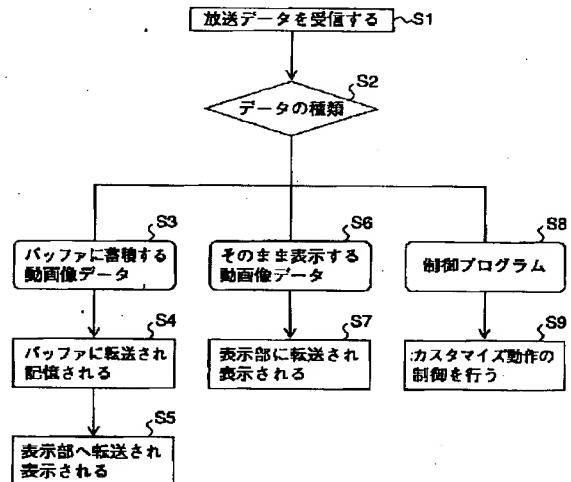 放送データを受信する
S1
S2
データの種類
S3
バッファに蓄積する
動画像データ
S6
そのまま表示する
動画像データ
S8
制御プログラム
S4
バッファに転送され
記憶される
S7
表示部に転送され
表示される
S9
カスタマイズ動作の
制御を行う
S5
表示部へ転送され
表示される